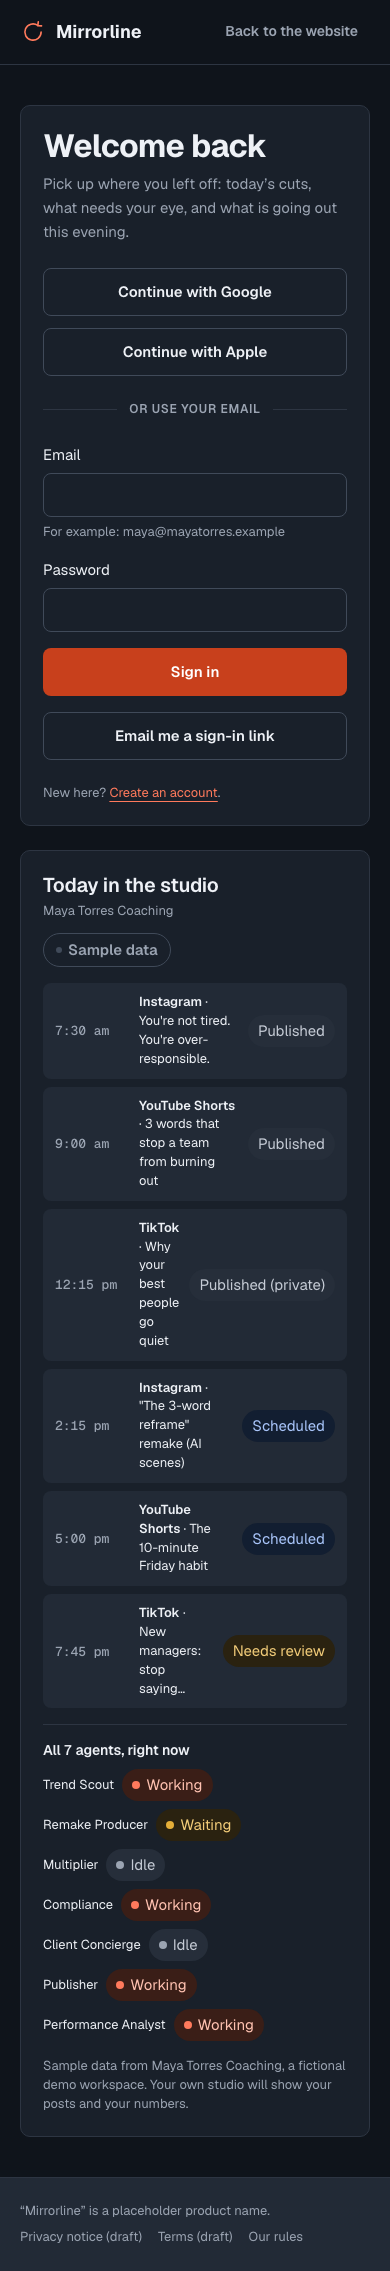 Mirrorline
Back to the website
Welcome back
Pick up where you left off: today's cuts,
what needs your eye, and what is going out
this evening.
Continue with Google
Continue with Apple
OR USE YOUR EMAIL
Email
For example: maya@mayatorres.example
Password
Sign in
Email me a sign-in link
New here? Create an account.
Today in the studio
Maya Torres Coaching
Sample data
7:30 am
Instagram ·
You're not tired.
You're over-
responsible.
Published
9:00 am
YouTube Shorts
· 3 words that
stop a team
from burning
out
Published
12:15 pm
TikTok
· Why
your
best
people
go
quiet
Published (private)
2:15 pm
Instagram ·
"The 3-word
reframe"
remake (AI
scenes)
Scheduled
5:00 pm
YouTube
Shorts · The
10-minute
Friday habit
Scheduled
7:45 pm
TikTok ·
New
managers:
stop
saying…
Needs review
All 7 agents, right now
Trend Scout Working
Remake Producer Waiting
Multiplier Idle
Compliance Working
Client Concierge Idle
Publisher Working
Performance Analyst Working
Sample data from Maya Torres Coaching, a fictional
demo workspace. Your own studio will show your
posts and your numbers.
“Mirrorline” is a placeholder product name.
Privacy notice (draft) Terms (draft) Our rules